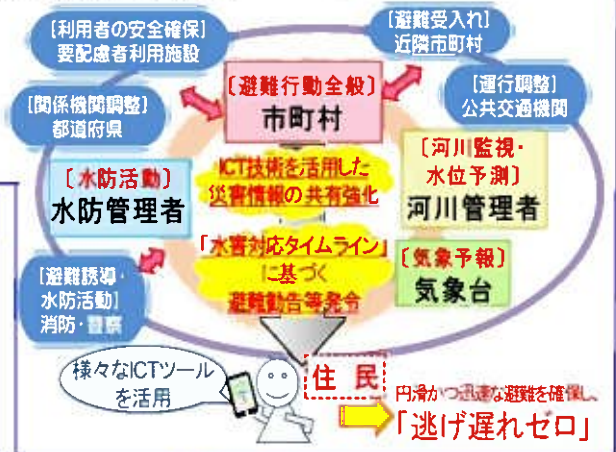 [利用者の安全確保]
要配慮者利用施設
[避難受入れ]
近隣市町村
[関係機関調整]
都道府県
〔避難行動全般〕
市町村
[運行調整]
公共交通機関
〔水防活動〕
水防管理者
ICT技術を活用した
災害情報の共有強化
〔河川監視・
水位予測〕
河川管理者
「水害対応タイムライン」
に基づく
避難勧告等発令
[避難誘導・
水防活動]
消防・警察
〔気象予報〕
気象台
様々なICTツール
を活用
住民
円滑かつ迅速な避難を確保し、
「逃げ遅れゼロ」